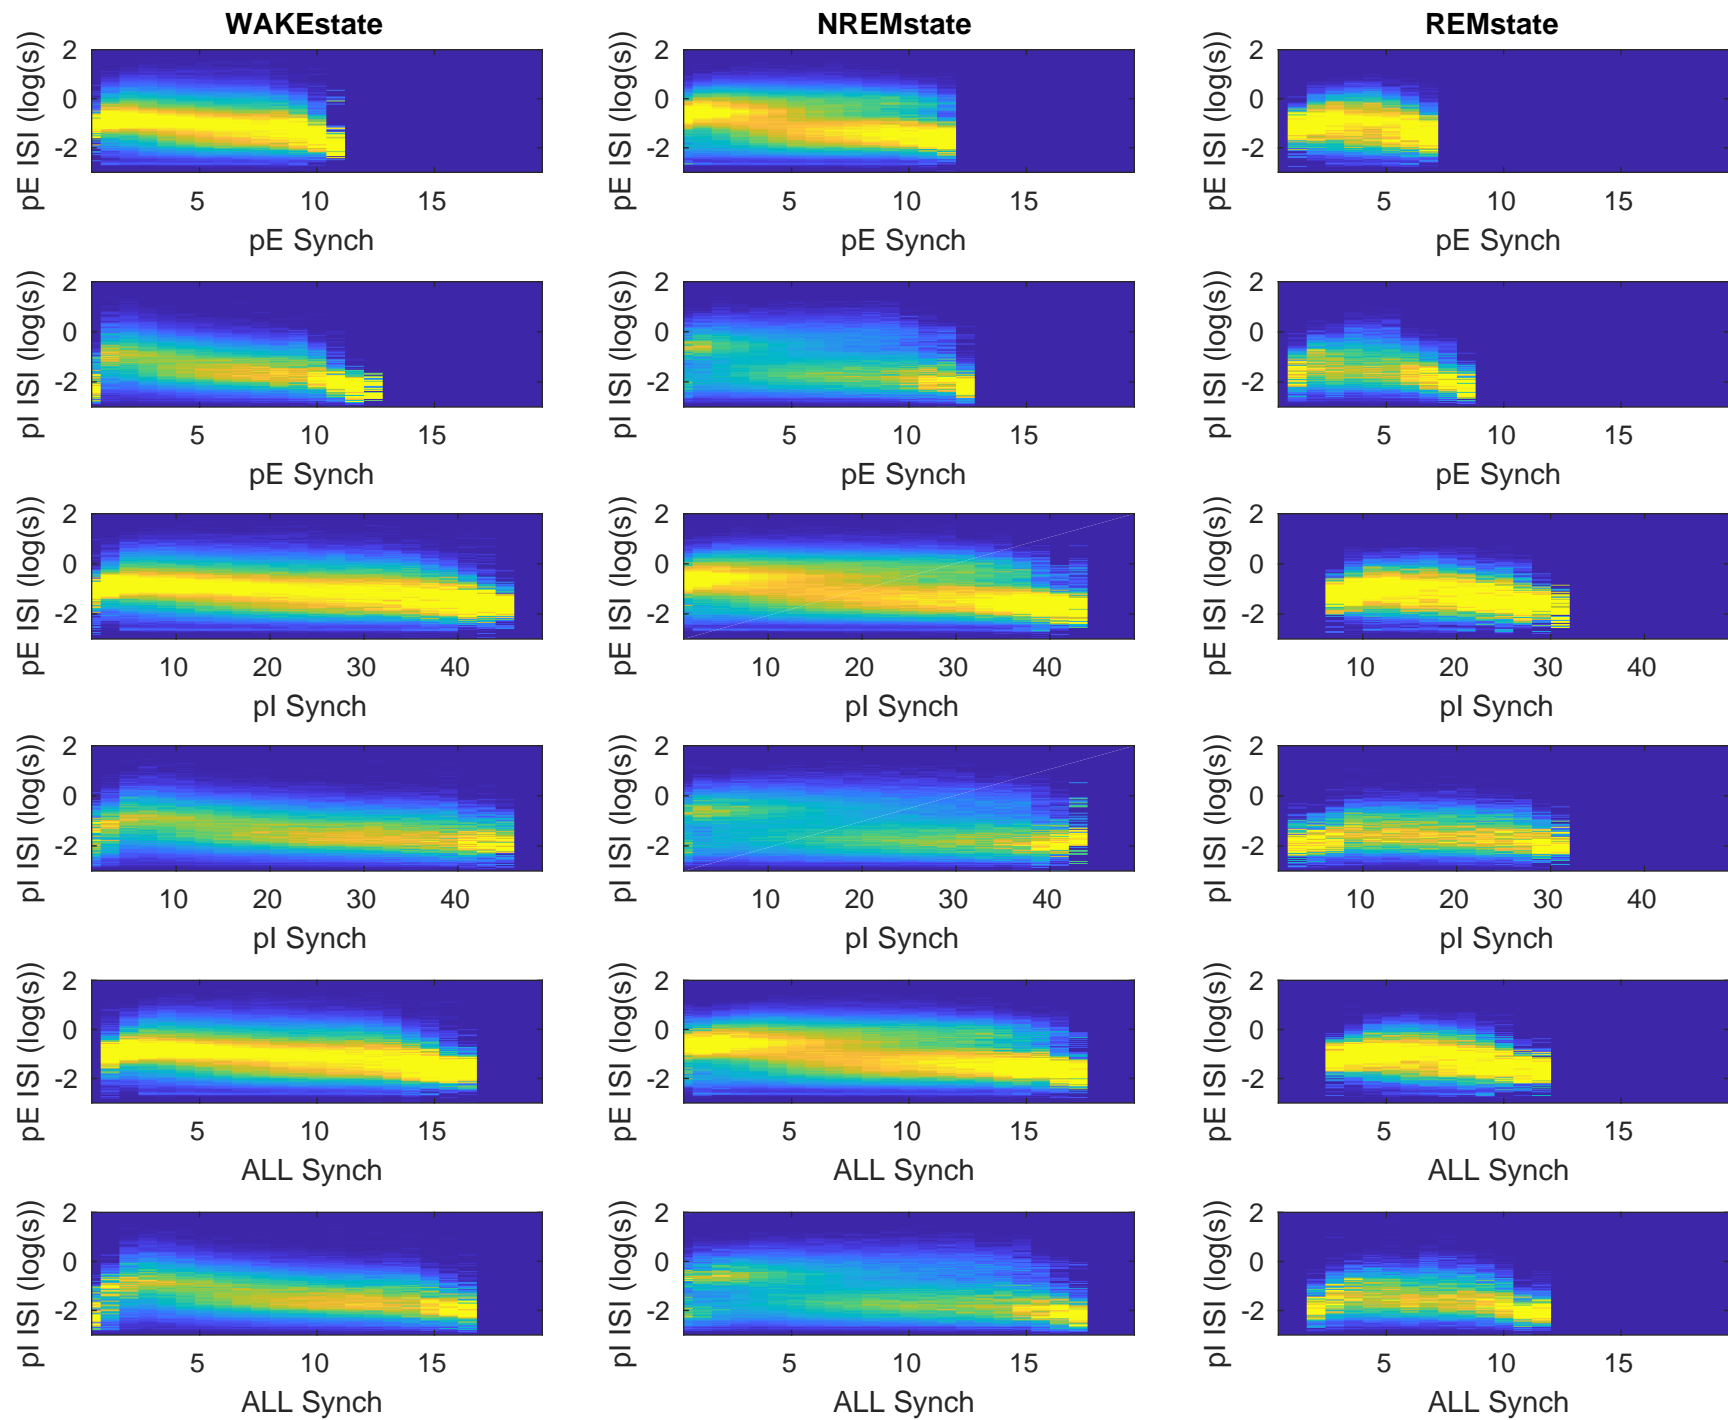 WAKEstate NREMstate REMstate
2 2 2
0 0 0
-2 -2 -2
pE ISI (log(s)) pE ISI (log(s)) pE ISI (log(s))
5 10 15 5 10 15 5 10 15
pE Synch pE Synch pE Synch
2 2 2
0 0 0
-2 -2 -2
pI ISI (log(s)) pI ISI (log(s)) pI ISI (log(s))
5 10 15 5 10 15 5 10 15
pE Synch pE Synch pE Synch
2 2 2
0 0 0
-2 -2 -2
pE ISI (log(s)) pE ISI (log(s)) pE ISI (log(s))
10 20 30 40 10 20 30 40 10 20 30 40
pI Synch pI Synch pI Synch
2 2 2
0 0 0
-2 -2 -2
pI ISI (log(s)) pI ISI (log(s)) pI ISI (log(s))
10 20 30 40 10 20 30 40 10 20 30 40
pI Synch pI Synch pI Synch
2 2 2
0 0 0
-2 -2 -2
pE ISI (log(s)) pE ISI (log(s)) pE ISI (log(s))
5 10 15 5 10 15 5 10 15
ALL Synch ALL Synch ALL Synch
2 2 2
0 0 0
-2 -2 -2
pI ISI (log(s)) pI ISI (log(s)) pI ISI (log(s))
5 10 15 5 10 15 5 10 15
ALL Synch ALL Synch ALL Synch